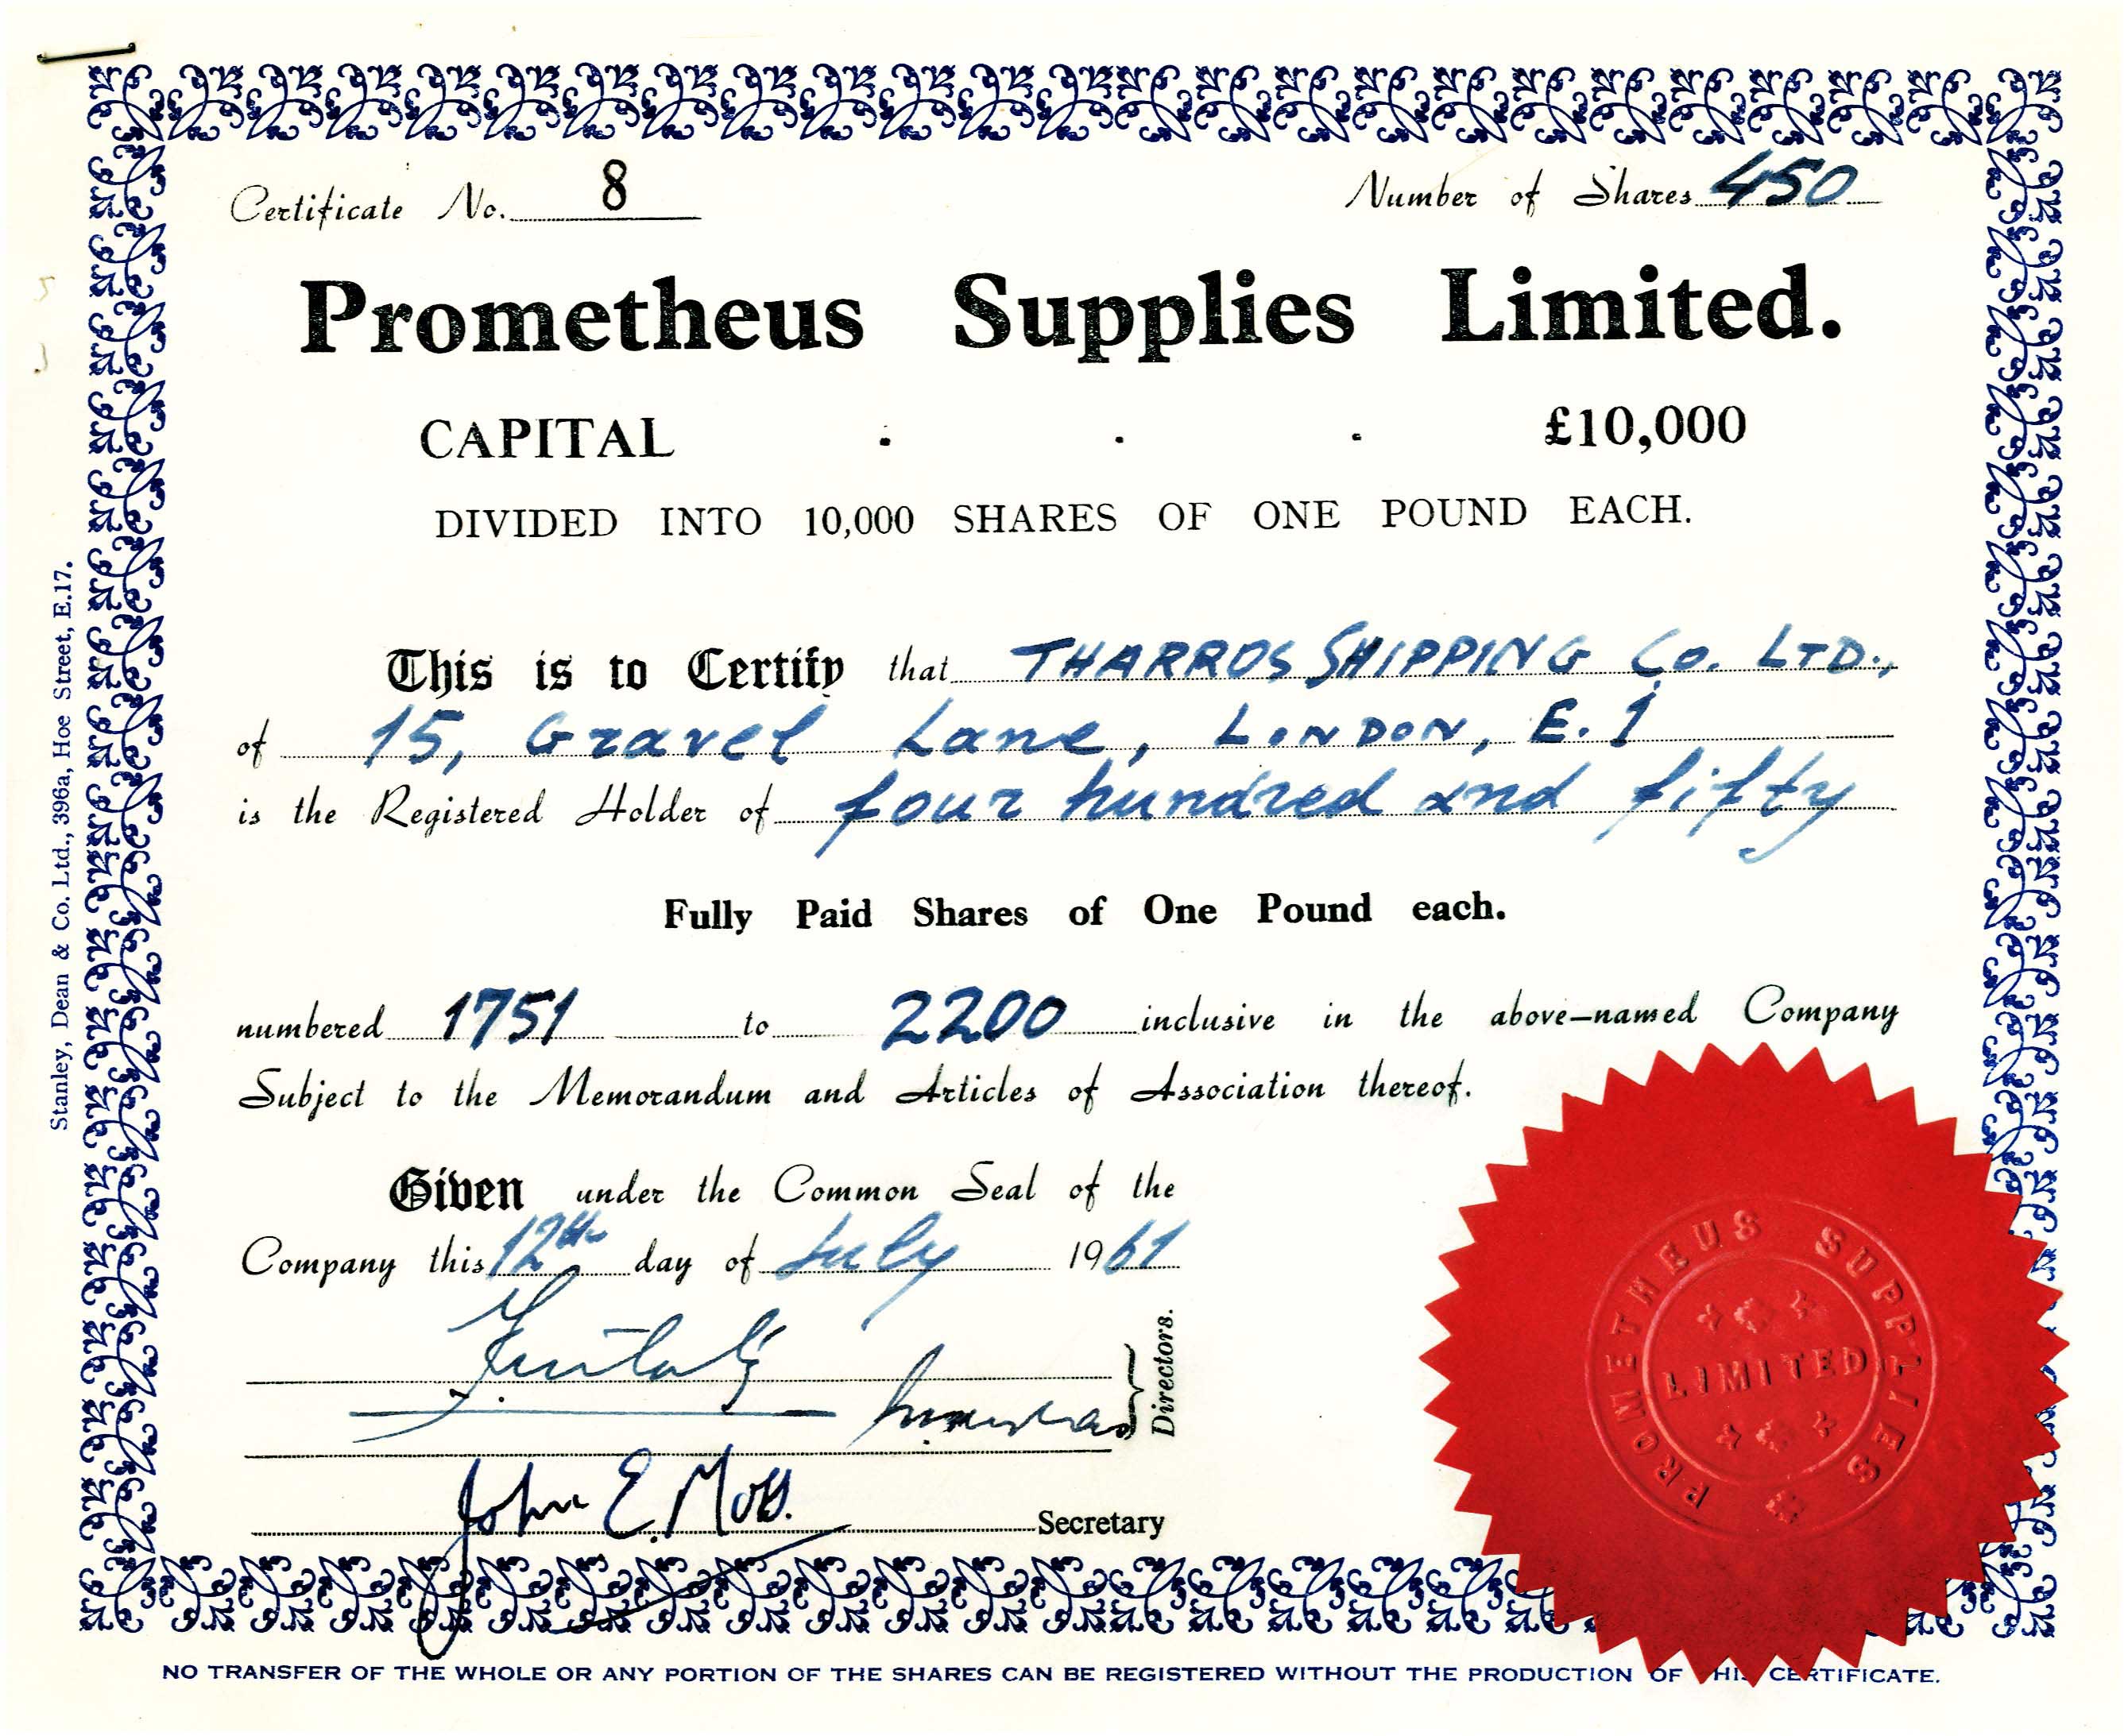 Certificate No. 8
Number of Shares 450
Prometheus Supplies Limited.
CAPITAL . . . £10,000
DIVIDED INTO 10,000 SHARES OF ONE POUND EACH.
This is to Certify that THARROS SHIPPING Co. LTD.,
of 15, Gravel Lane, LONDON, E.1
is the Registered Holder of four hundred and fifty
Fully Paid Shares of One Pound each.
numbered 1751 to 2200 inclusive in the above-named Company
Subject to the Memorandum and Articles of Association thereof.
Given under the Common Seal of the
Company this 12th day of July 1961
Directors.
John E. Moss.
Secretary
PROMETHEUS SUPPLIES
LIMITED
NO TRANSFER OF THE WHOLE OR ANY PORTION OF THE SHARES CAN BE REGISTERED WITHOUT THE PRODUCTION OF THIS CERTIFICATE.
Stanley, Dean & Co. Ltd., 396a, Hoe Street, E.17.